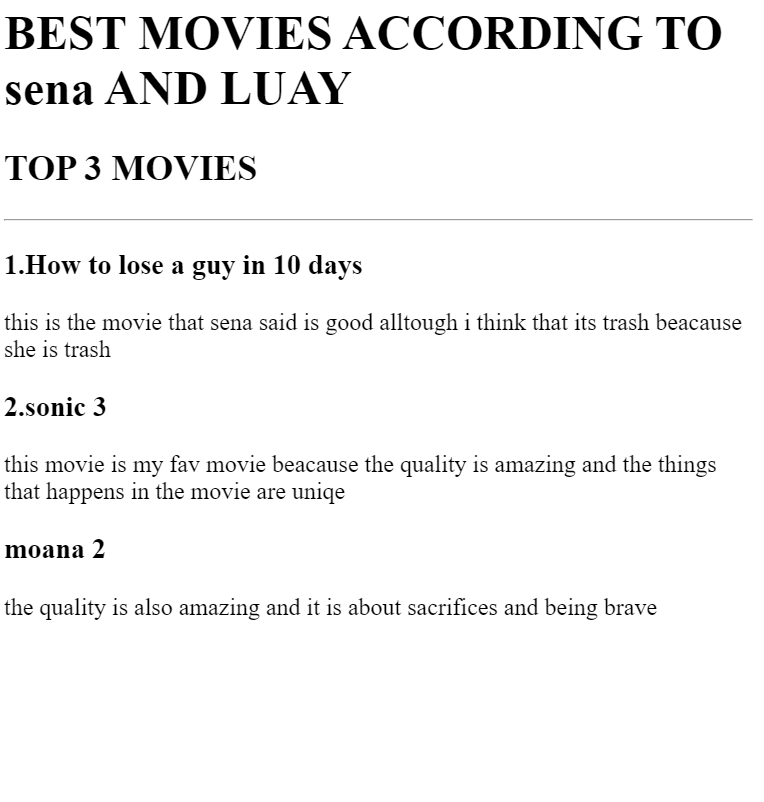 BEST MOVIES ACCORDING TO
sena AND LUAY
TOP 3 MOVIES
1.How to lose a guy in 10 days
this is the movie that sena said is good alltough i think that its trash beacause
she is trash
2.sonic 3
this movie is my fav movie beacause the quality is amazing and the things
that happens in the movie are uniqe
moana 2
the quality is also amazing and it is about sacrifices and being brave